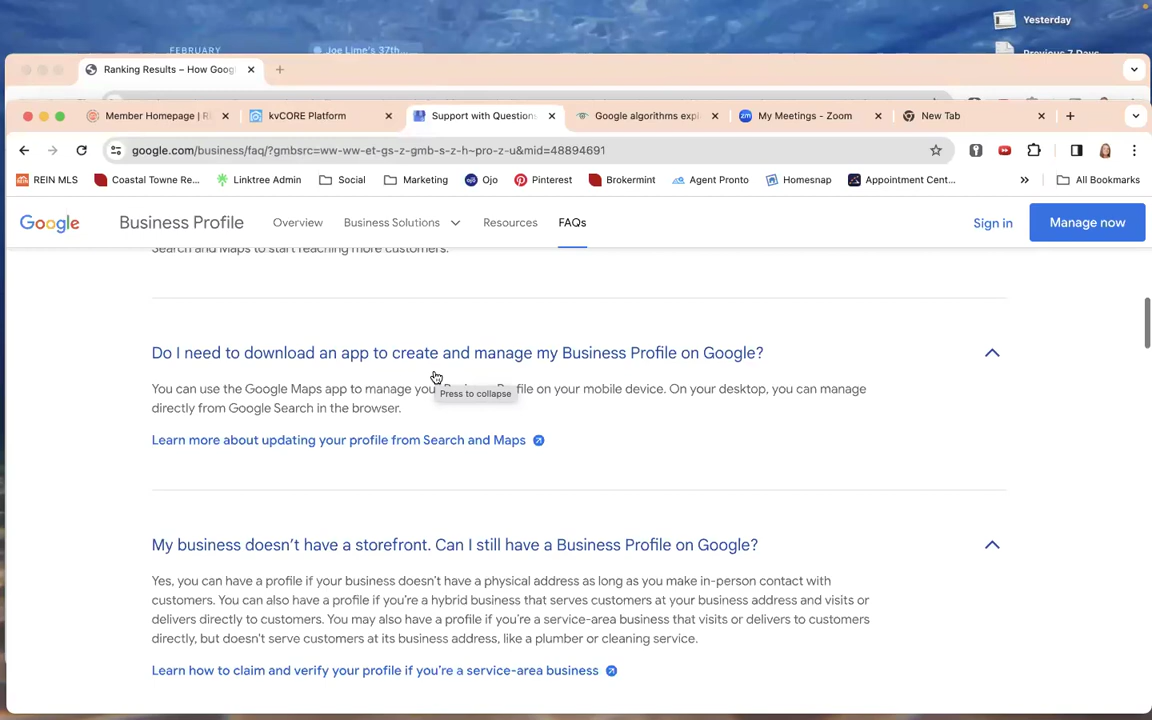 Yesterday
FEBRUARY
Joe Lime's 37th...
Previous 7 Days
Ranking Results – How Goog
Member Homepage | R
kvCORE Platform
Support with Questions
Google algorithms expl
My Meetings - Zoom
New Tab
google.com/business/faq/?gmbsrc=ww-ww-et-gs-z-gmb-s-z-h~pro-z-u&mid=48894691
REIN MLS
Coastal Towne Re...
Linktree Admin
Social
Marketing
Ojo
Pinterest
Brokermint
Agent Pronto
Homesnap
Appointment Cent...
All Bookmarks
Google
Business Profile
Overview
Business Solutions
Resources
FAQs
Sign in
Manage now
Search and Maps to start reaching more customers.
Do I need to download an app to create and manage my Business Profile on Google?
You can use the Google Maps app to manage you file on your mobile device. On your desktop, you can manage
Press to collapse
directly from Google Search in the browser.
Learn more about updating your profile from Search and Maps
My business doesn't have a storefront. Can I still have a Business Profile on Google?
Yes, you can have a profile if your business doesn't have a physical address as long as you make in-person contact with
customers. You can also have a profile if you're a hybrid business that serves customers at your business address and visits or
delivers directly to customers. You may also have a profile if you're a service-area business that visits or delivers to customers
directly, but doesn't serve customers at its business address, like a plumber or cleaning service.
Learn how to claim and verify your profile if you're a service-area business